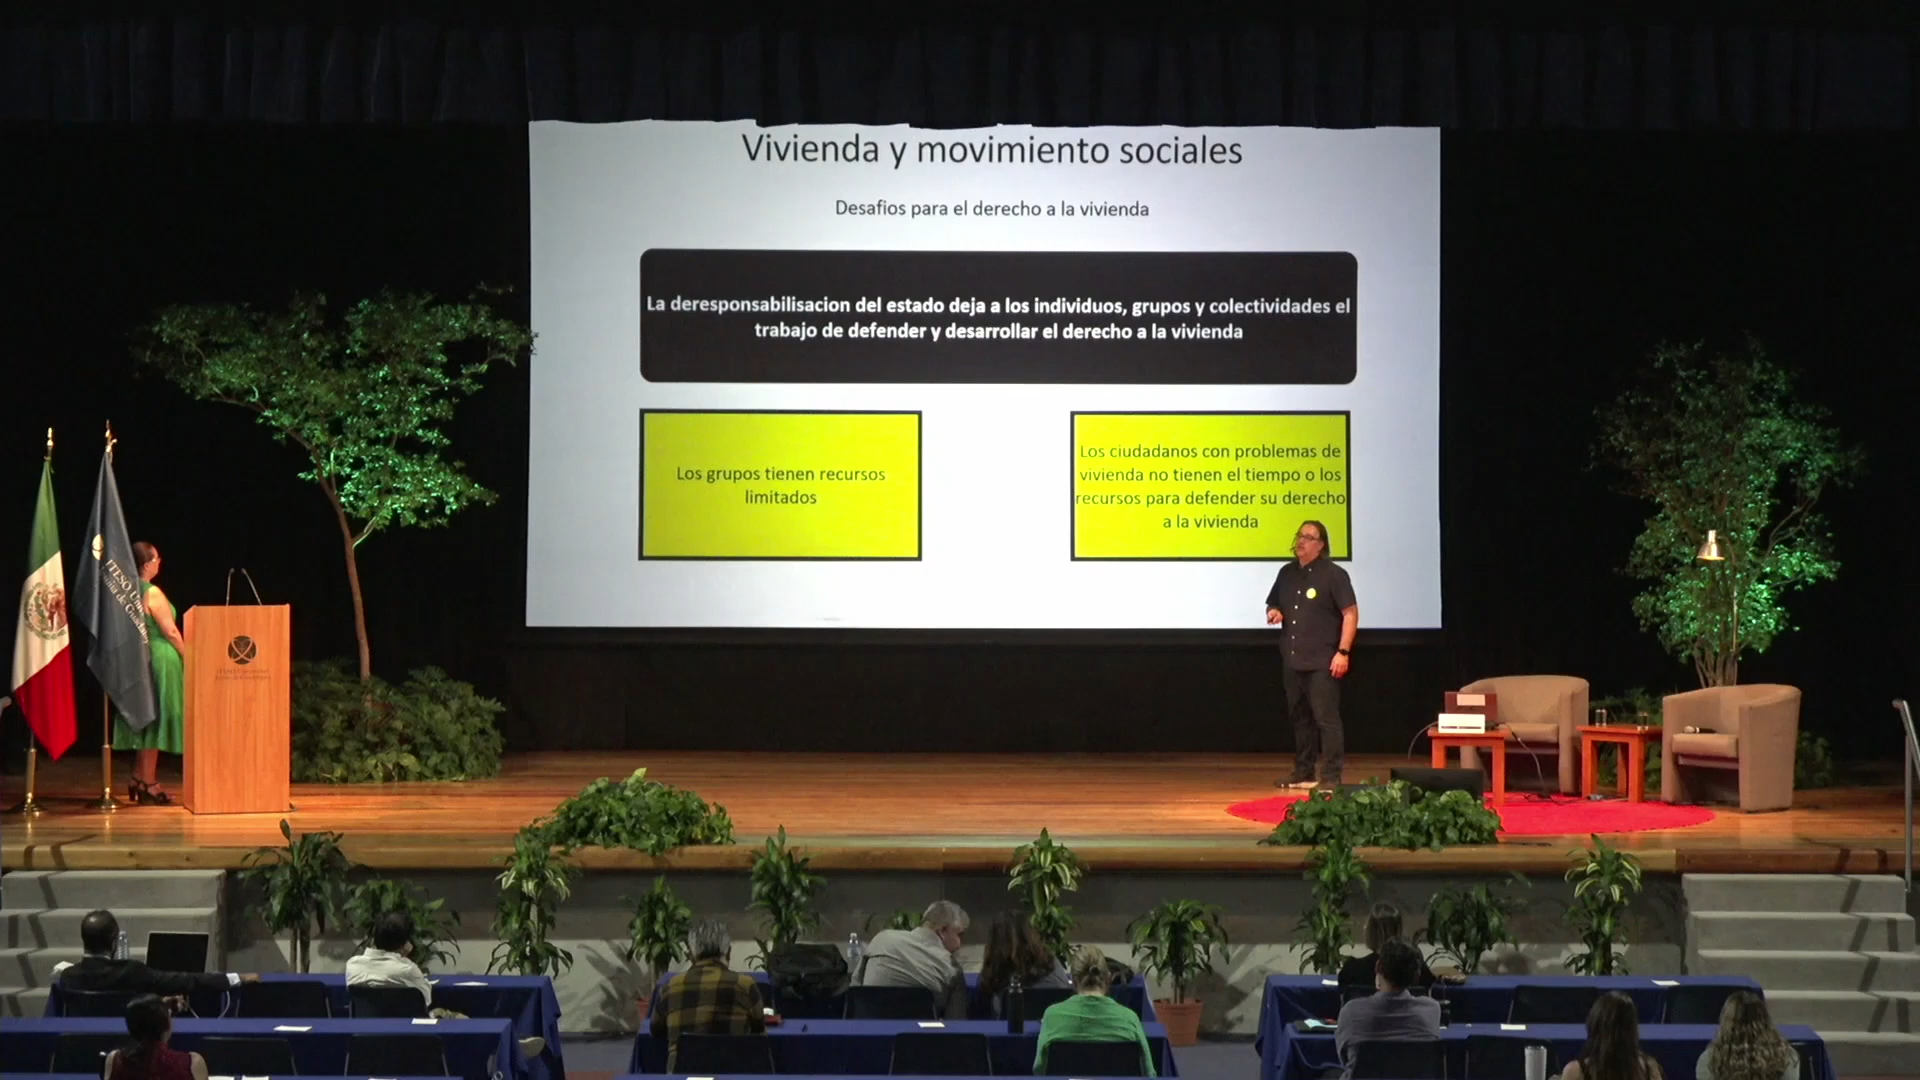 Vivienda y movimiento sociales
Desafios para el derecho a la vivienda
La deresponsabilisacion del estado deja a los individuos, grupos y colectividades el
trabajo de defender y desarrollar el derecho a la vivienda
Los grupos tienen recursos
limitados
Los ciudadanos con problemas de
vivienda no tienen el tiempo o los
recursos para defender su derecho
a la vivienda
ITESO